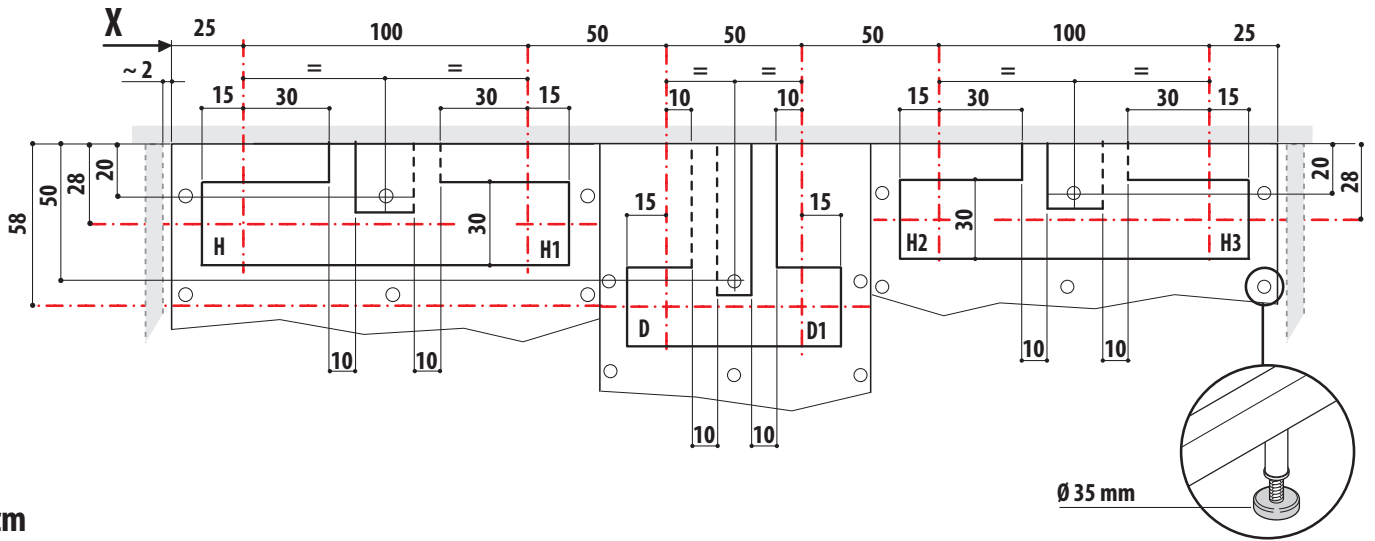 X 25 100 50 50 50 100 25
~ 2 = = = = = =
15 30 30 15 10 10 15 30 30 15
58 50 28 20 20 28
15 15
30 30
H H1 H2 H3
D D1
10 10 10 10
10 10
Ø 35 mm